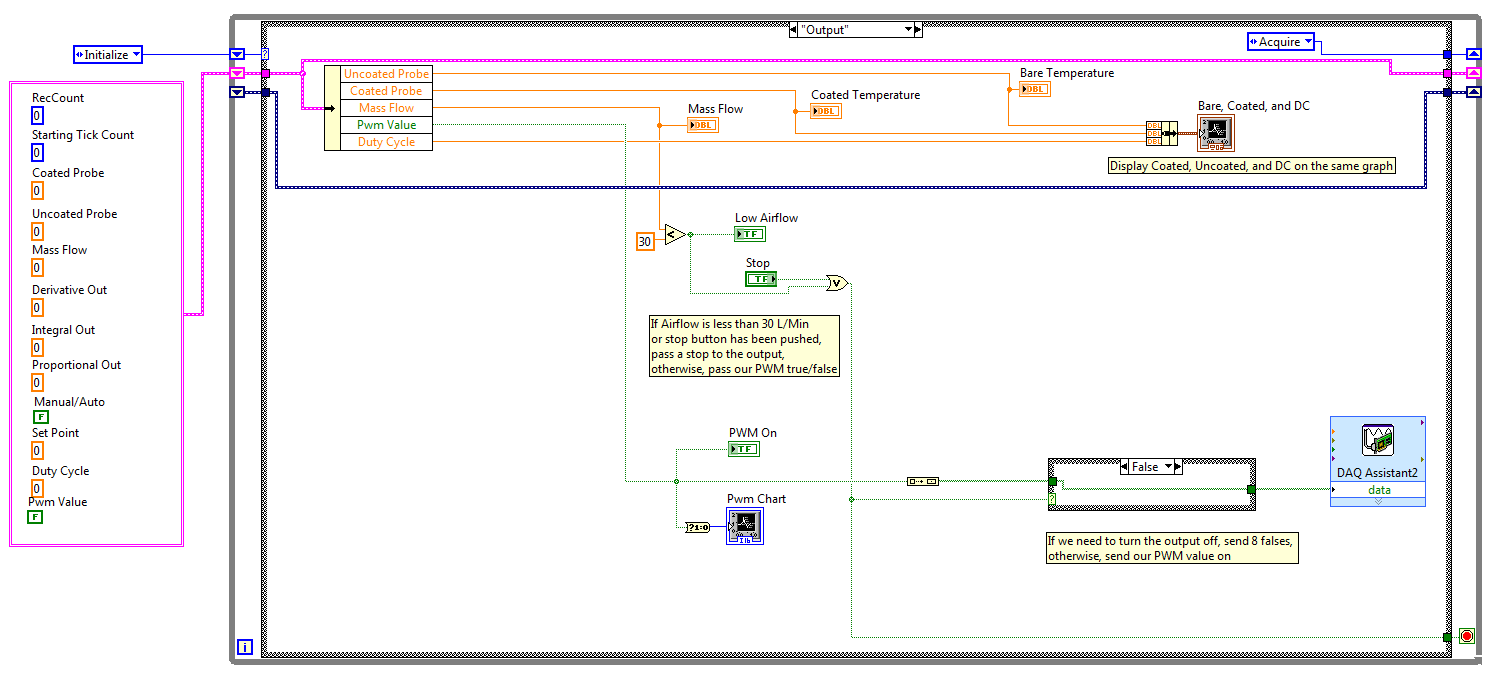 "Output"
Initialize
Acquire
RecCount
0
Starting Tick Count
0
Coated Probe
0
Uncoated Probe
0
Mass Flow
0
Derivative Out
0
Integral Out
0
Proportional Out
0
Manual/Auto
F
Set Point
0
Duty Cycle
0
Pwm Value
F
?
Uncoated Probe
Coated Probe
Mass Flow
Pwm Value
Duty Cycle
Mass Flow
DBL
Coated Temperature
DBL
Bare Temperature
DBL
Bare, Coated, and DC
DBL
DBL
DBL
Display Coated, Uncoated, and DC on the same graph
30
<
Low Airflow
TF
Stop
TF
V
If Airflow is less than 30 L/Min
or stop button has been pushed,
pass a stop to the output,
otherwise, pass our PWM true/false
PWM On
TF
Pwm Chart
?1:0
False
?
DAQ Assistant2
data
If we need to turn the output off, send 8 falses,
otherwise, send our PWM value on
i